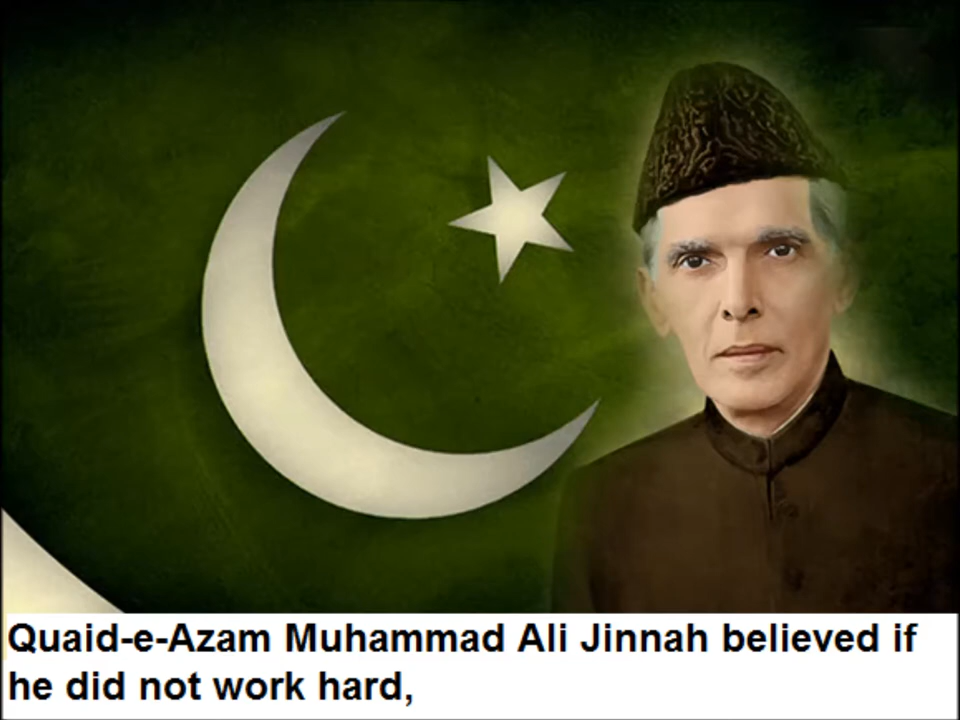 Quaid-e-Azam Muhammad Ali Jinnah believed if
he did not work hard,